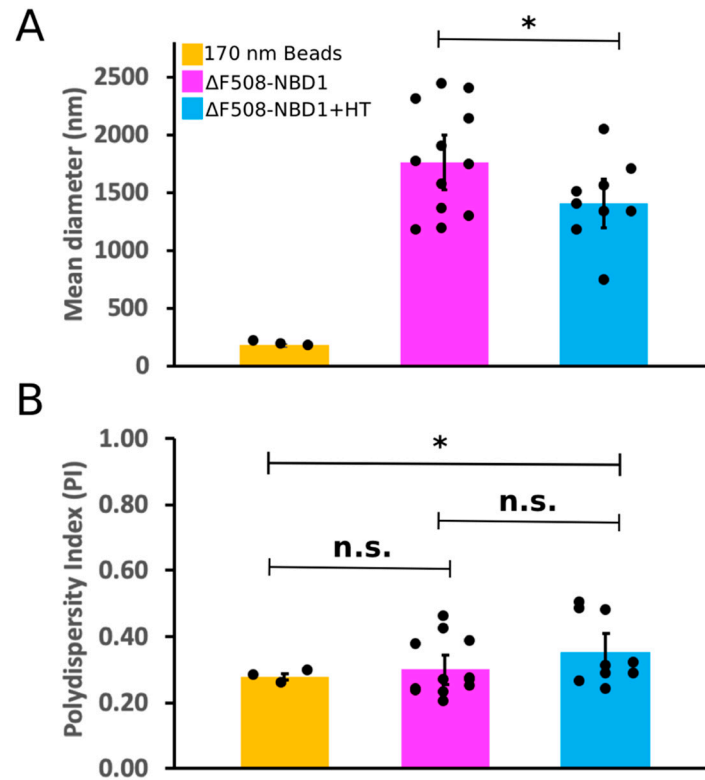 A
*
170 nm Beads
ΔF508-NBD1
ΔF508-NBD1+HT
Mean diameter (nm)
2500
2000
1500
1000
500
0
B
*
n.s.
n.s.
Polydispersity Index (PI)
1.00
0.80
0.60
0.40
0.20
0.00